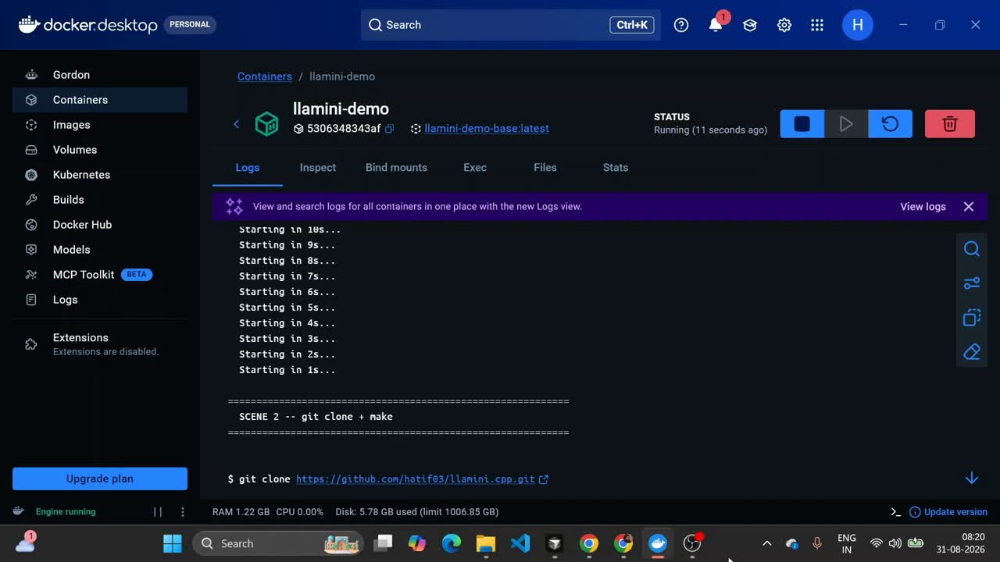 docker desktop PERSONAL Search Ctrl+K 1 H
Gordon
Containers
Images
Volumes
Kubernetes
Builds
Docker Hub
Models
MCP Toolkit BETA
Logs
Extensions
Extensions are disabled.
Upgrade plan
Containers / llamini-demo
llamini-demo
5306348343af llamini-demo-base:latest
STATUS
Running (11 seconds ago)
Logs Inspect Bind mounts Exec Files Stats
View and search logs for all containers in one place with the new Logs view. View logs
Starting in 10s...
Starting in 9s...
Starting in 8s...
Starting in 7s...
Starting in 6s...
Starting in 5s...
Starting in 4s...
Starting in 3s...
Starting in 2s...
Starting in 1s...
============================================================
SCENE 2 -- git clone + make
============================================================
$ git clone https://github.com/hatif03/llamini.cpp.git
Engine running RAM 1.22 GB CPU 0.00% Disk: 5.78 GB used (limit 1006.85 GB) Update version
1 Search ENG
IN
08:20
31-08-2026